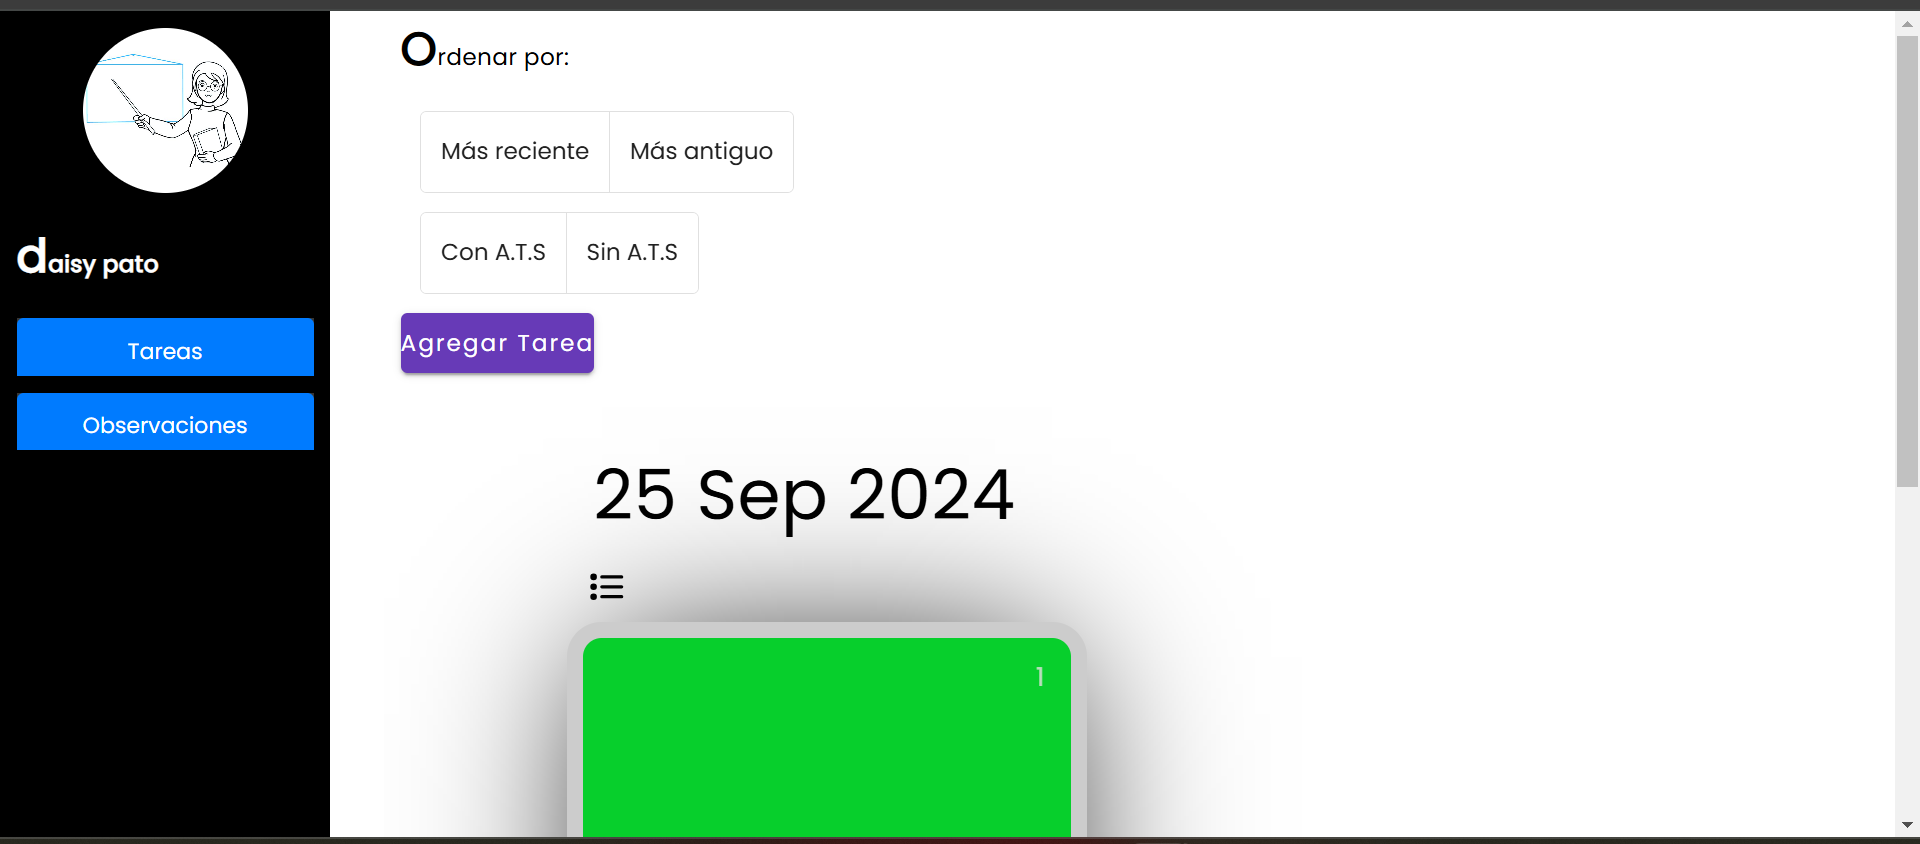 daisy pato
Tareas
Observaciones
Ordenar por:
Más reciente Más antiguo
Con A.T.S Sin A.T.S
Agregar Tarea
25 Sep 2024
1